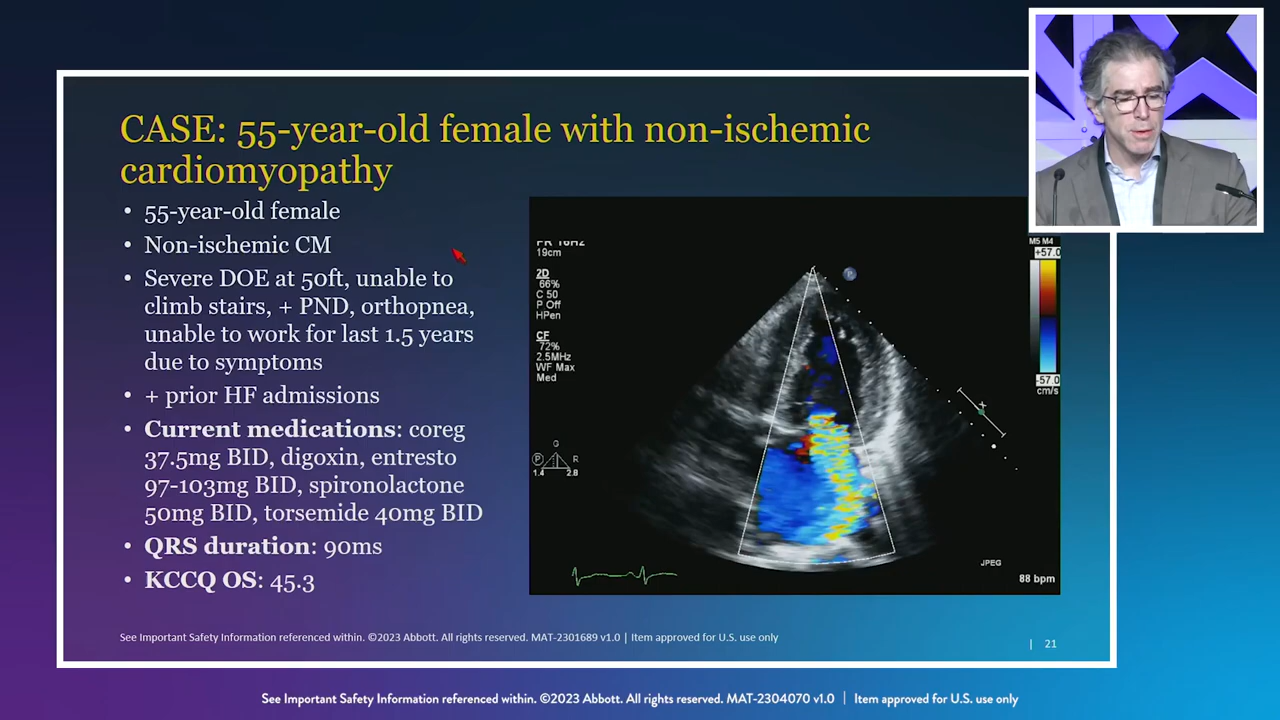 CASE: 55-year-old female with non-ischemic
cardiomyopathy
• 55-year-old female
• Non-ischemic CM
• Severe DOE at 50ft, unable to
climb stairs, + PND, orthopnea,
unable to work for last 1.5 years
due to symptoms
• + prior HF admissions
• Current medications: coreg
37.5mg BID, digoxin, entresto
97-103mg BID, spironolactone
50mg BID, torsemide 40mg BID
• QRS duration: 90ms
• KCCQ OS: 45.3
FR 16Hz
19cm
2D
66%
C 50
P Off
HPen
CF
72%
2.5MHz
WF Max
Med
G
P R
1.4 2.8
P
M5 M4
+57.0
-57.0
cm/s
JPEG
88 bpm
See Important Safety Information referenced within. ©2023 Abbott. All rights reserved. MAT-2301689 v1.0 | Item approved for U.S. use only
| 21
See Important Safety Information referenced within. ©2023 Abbott. All rights reserved. MAT-2304070 v1.0 | Item approved for U.S. use only